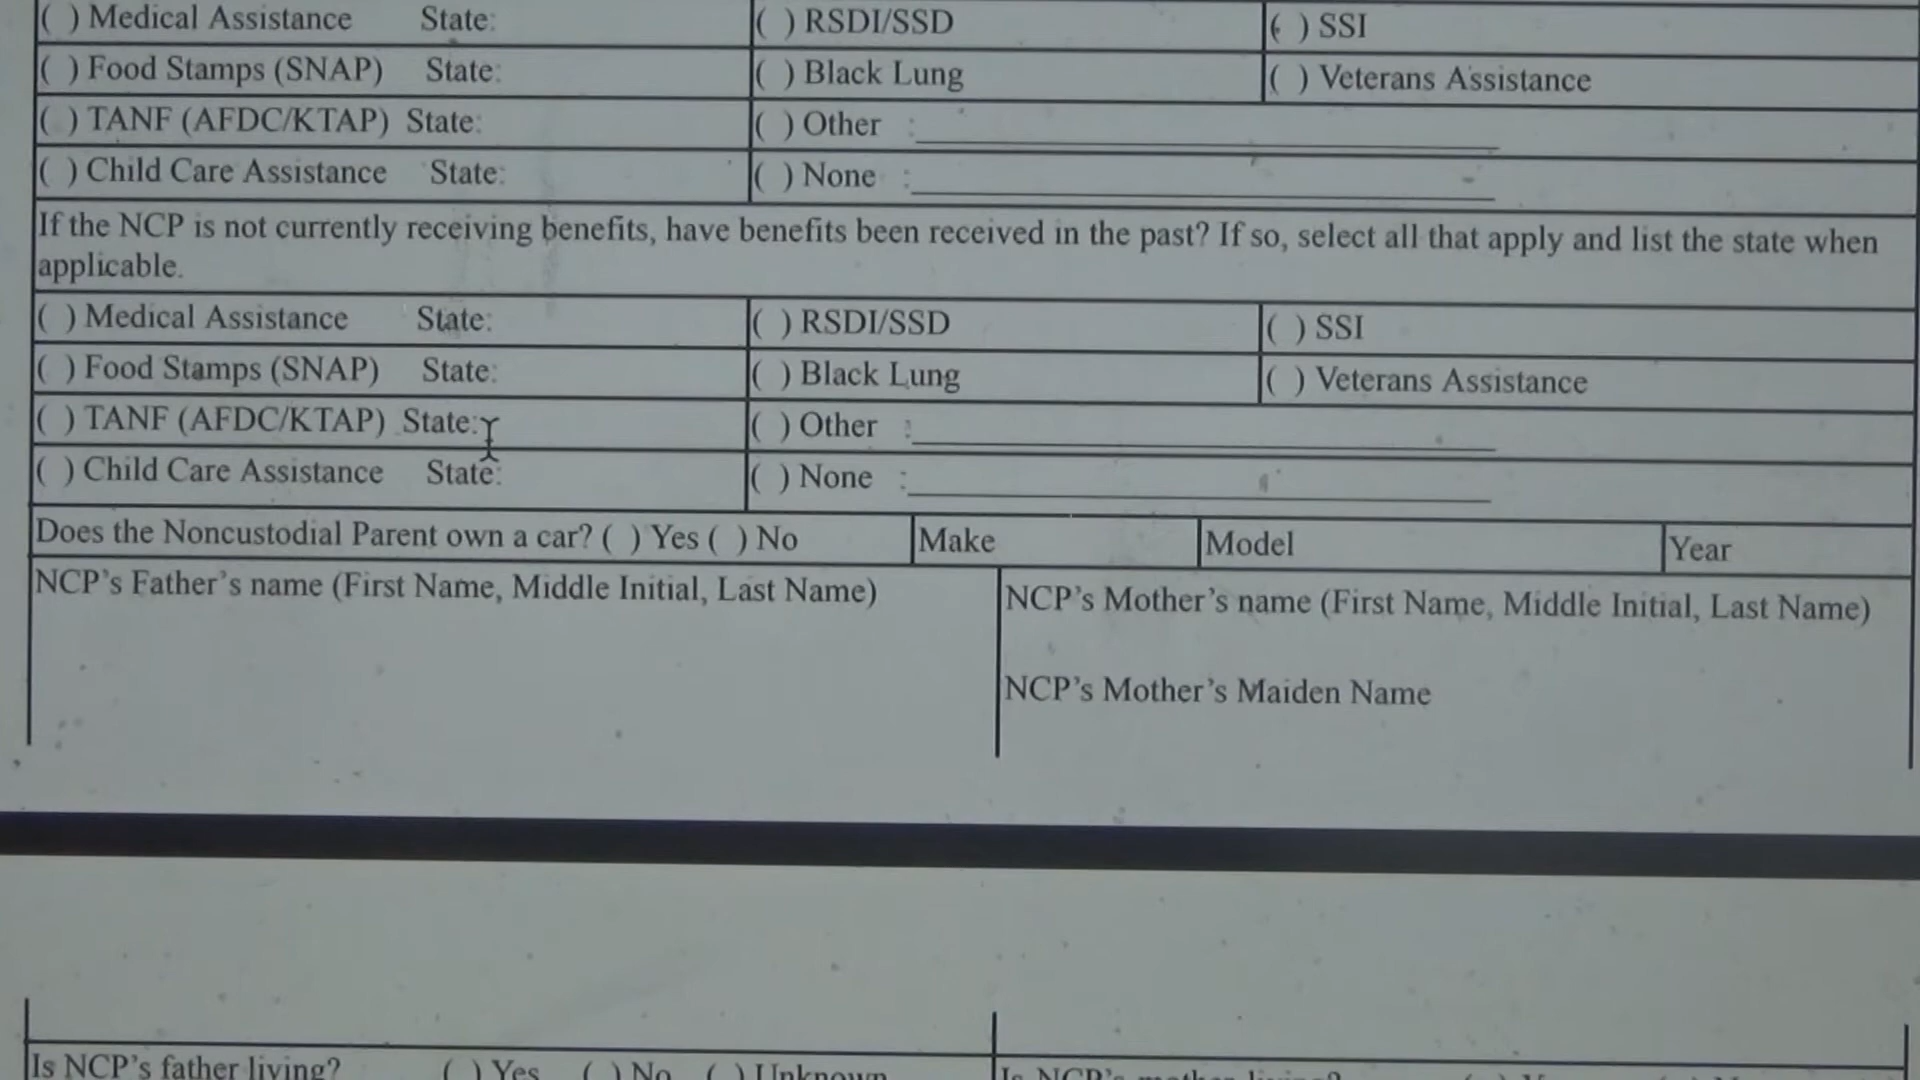 ( ) Medical Assistance State: ( ) RSDI/SSD ( ) SSI
( ) Food Stamps (SNAP) State: ( ) Black Lung ( ) Veterans Assistance
( ) TANF (AFDC/KTAP) State: ( ) Other :
( ) Child Care Assistance State: ( ) None :
If the NCP is not currently receiving benefits, have benefits been received in the past? If so, select all that apply and list the state when
applicable.
( ) Medical Assistance State: ( ) RSDI/SSD ( ) SSI
( ) Food Stamps (SNAP) State: ( ) Black Lung ( ) Veterans Assistance
( ) TANF (AFDC/KTAP) State: ( ) Other :
( ) Child Care Assistance State: ( ) None :
Does the Noncustodial Parent own a car? ( ) Yes ( ) No Make Model Year
NCP's Father's name (First Name, Middle Initial, Last Name) NCP's Mother's name (First Name, Middle Initial, Last Name)
NCP's Mother's Maiden Name
Is NCP's father living? ( ) Yes ( ) No ( ) Unknown Is NCP's mother living?